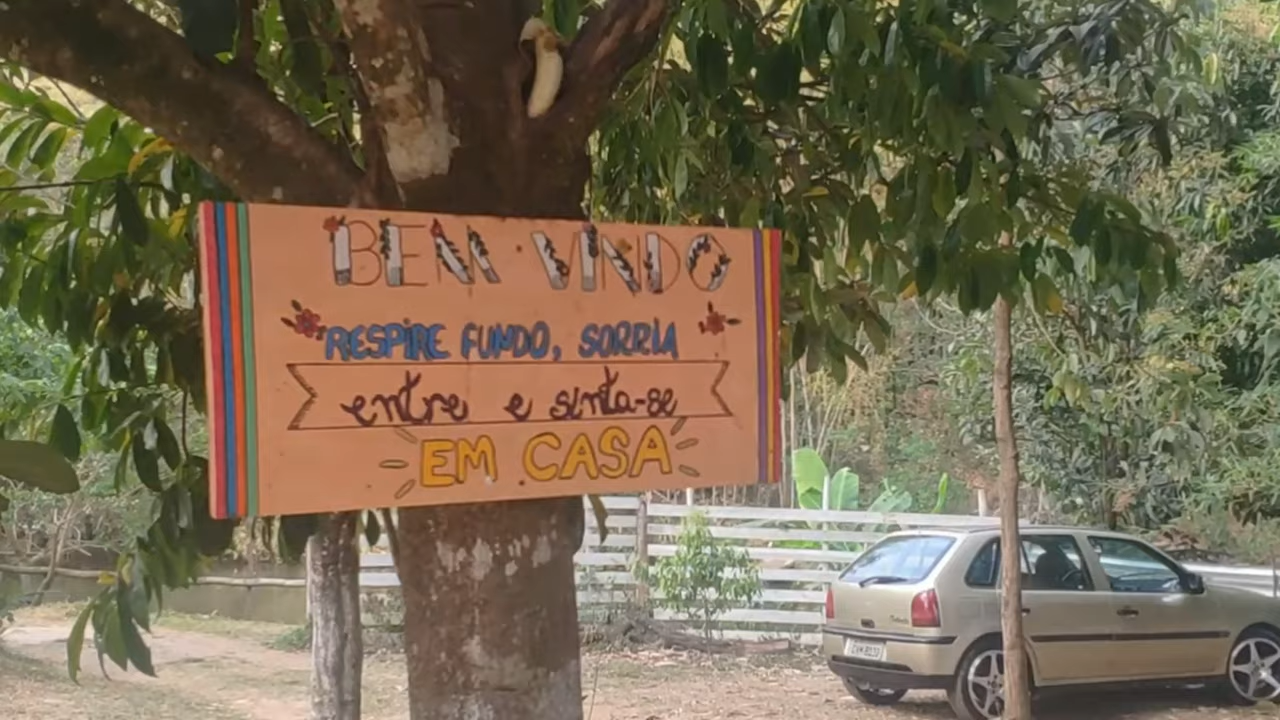 BEM VINDO
RESPIRE FUNDO, SORRIA
entre e sinta-se
EM CASA